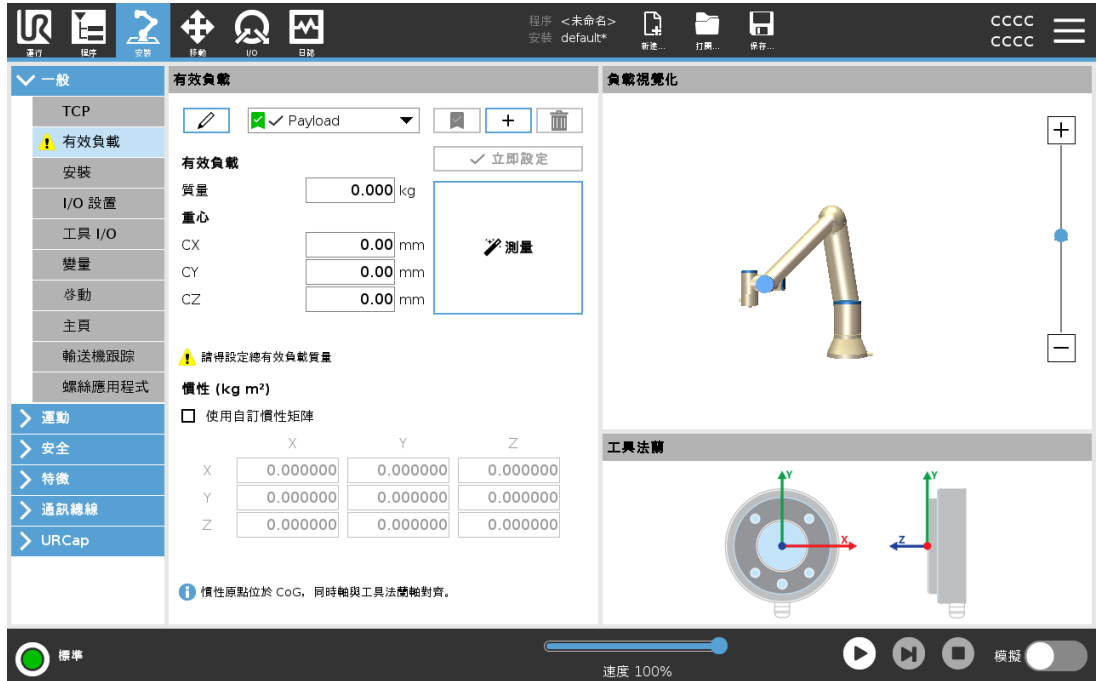 UR
運行
程序
安裝
移動
I/O
日誌
程序 <未命名>
安裝 default*
新建...
打開...
保存...
CCCC
CCCC
一般
TCP
有效負載
安裝
I/O 設置
工具 I/O
變量
啓動
主頁
輸送機跟踪
螺絲應用程式
運動
安全
特徵
通訊總線
URCap
有效負載
Payload
立即設定
有效負載
質量 0.000 kg
重心
CX 0.00 mm
CY 0.00 mm
CZ 0.00 mm
測量
請得設定總有效負載質量
慣性 (kg m²)
使用自訂慣性矩陣
X Y Z
X 0.000000 0.000000 0.000000
Y 0.000000 0.000000 0.000000
Z 0.000000 0.000000 0.000000
慣性原點位於 CoG，同時軸與工具法蘭軸對齊。
負載視覺化
工具法蘭
Y
X
Y
Z
標準
速度 100%
模擬